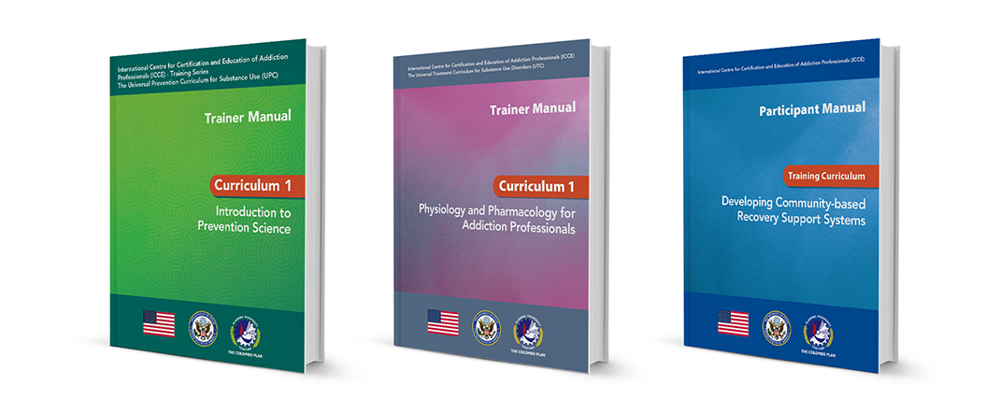 International Centre for Certification and Education of Addiction
Professionals (ICCE) - Training Series
The Universal Prevention Curriculum for Substance Use (UPC)
Trainer Manual
Curriculum 1
Introduction to
Prevention Science
THE COLOMBO PLAN
International Centre for Certification and Education of Addiction Professionals (ICCE)
The Universal Treatment Curriculum for Substance Use Disorders (UTC)
Trainer Manual
Curriculum 1
Physiology and Pharmacology for
Addiction Professionals
THE COLOMBO PLAN
International Centre for Certification and Education of Addiction Professionals (ICCE)
Participant Manual
Training Curriculum
Developing Community-based
Recovery Support Systems
THE COLOMBO PLAN